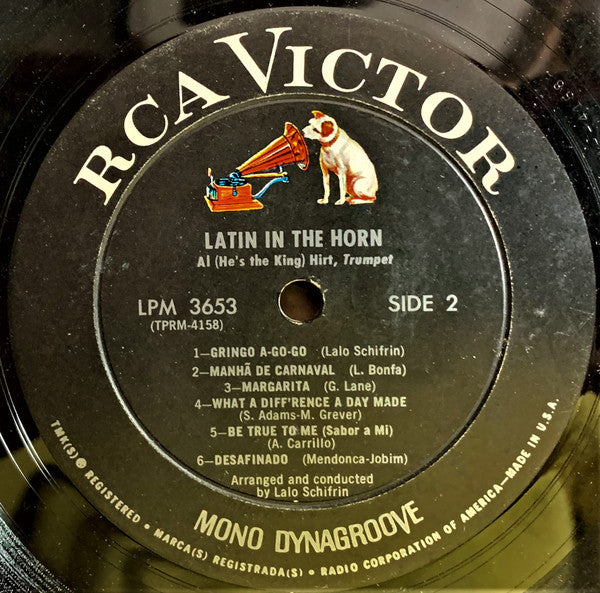 RCA VICTOR
LATIN IN THE HORN
Al (He's the King) Hirt, Trumpet
LPM 3653
(TPRM-4158)
SIDE 2
1—GRINGO A-GO-GO (Lalo Schifrin)
2—MANHÃ DE CARNAVAL (L. Bonfa)
3—MARGARITA (G. Lane)
4—WHAT A DIFF'RENCE A DAY MADE
(S. Adams-M. Grever)
5—BE TRUE TO ME (Sabor a Mi)
(A. Carrillo)
6—DESAFINADO (Mendonca-Jobim)
Arranged and conducted
by Lalo Schifrin
MONO DYNAGROOVE
TMK(S) ® REGISTERED • MARCA(S) REGISTRADA(S) • RADIO CORPORATION OF AMERICA—MADE IN U.S.A.